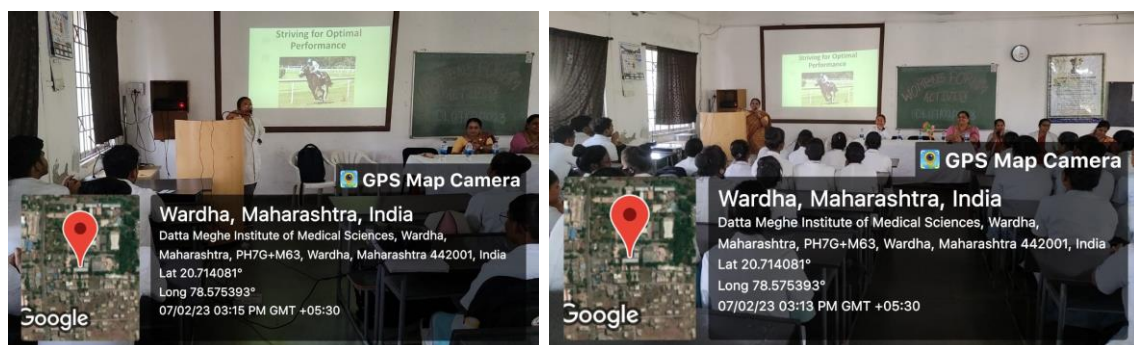 Striving for Optimal
Performance
GPS Map Camera
Wardha, Maharashtra, India
Datta Meghe Institute of Medical Sciences, Wardha,
Maharashtra, PH7G+M63, Wardha, Maharashtra 442001, India
Lat 20.714081°
Long 78.575393°
07/02/23 03:15 PM GMT +05:30
Google
Striving for Optimal
Performance
GPS Map Camera
Wardha, Maharashtra, India
Datta Meghe Institute of Medical Sciences, Wardha,
Maharashtra, PH7G+M63, Wardha, Maharashtra 442001, India
Lat 20.714081°
Long 78.575393°
07/02/23 03:13 PM GMT +05:30
Google